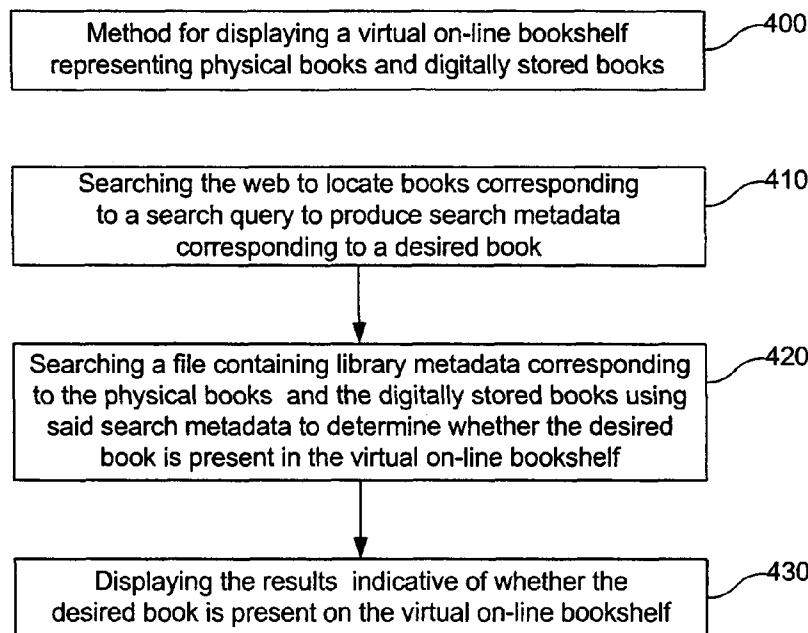 Method for displaying a virtual on-line bookshelf
representing physical books and digitally stored books
400
Searching the web to locate books corresponding
to a search query to produce search metadata
corresponding to a desired book
410
Searching a file containing library metadata corresponding
to the physical books and the digitally stored books using
said search metadata to determine whether the desired
book is present in the virtual on-line bookshelf
420
Displaying the results indicative of whether the
desired book is present on the virtual on-line bookshelf
430